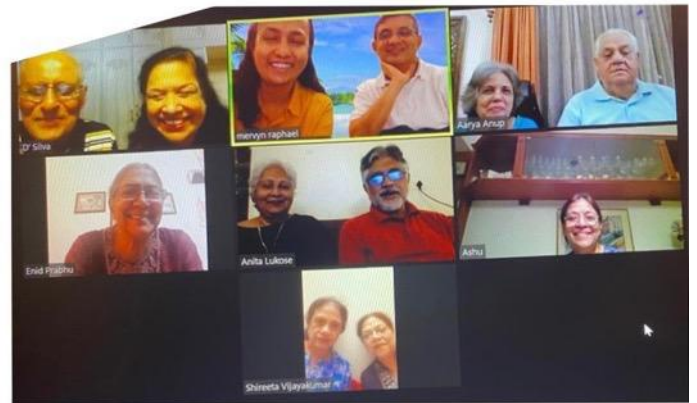 D' Silva
mervyn raphael
Aarya Anup
Enid Prabhu
Anita Lukose
Ashu
Shireeta Vijayakumar